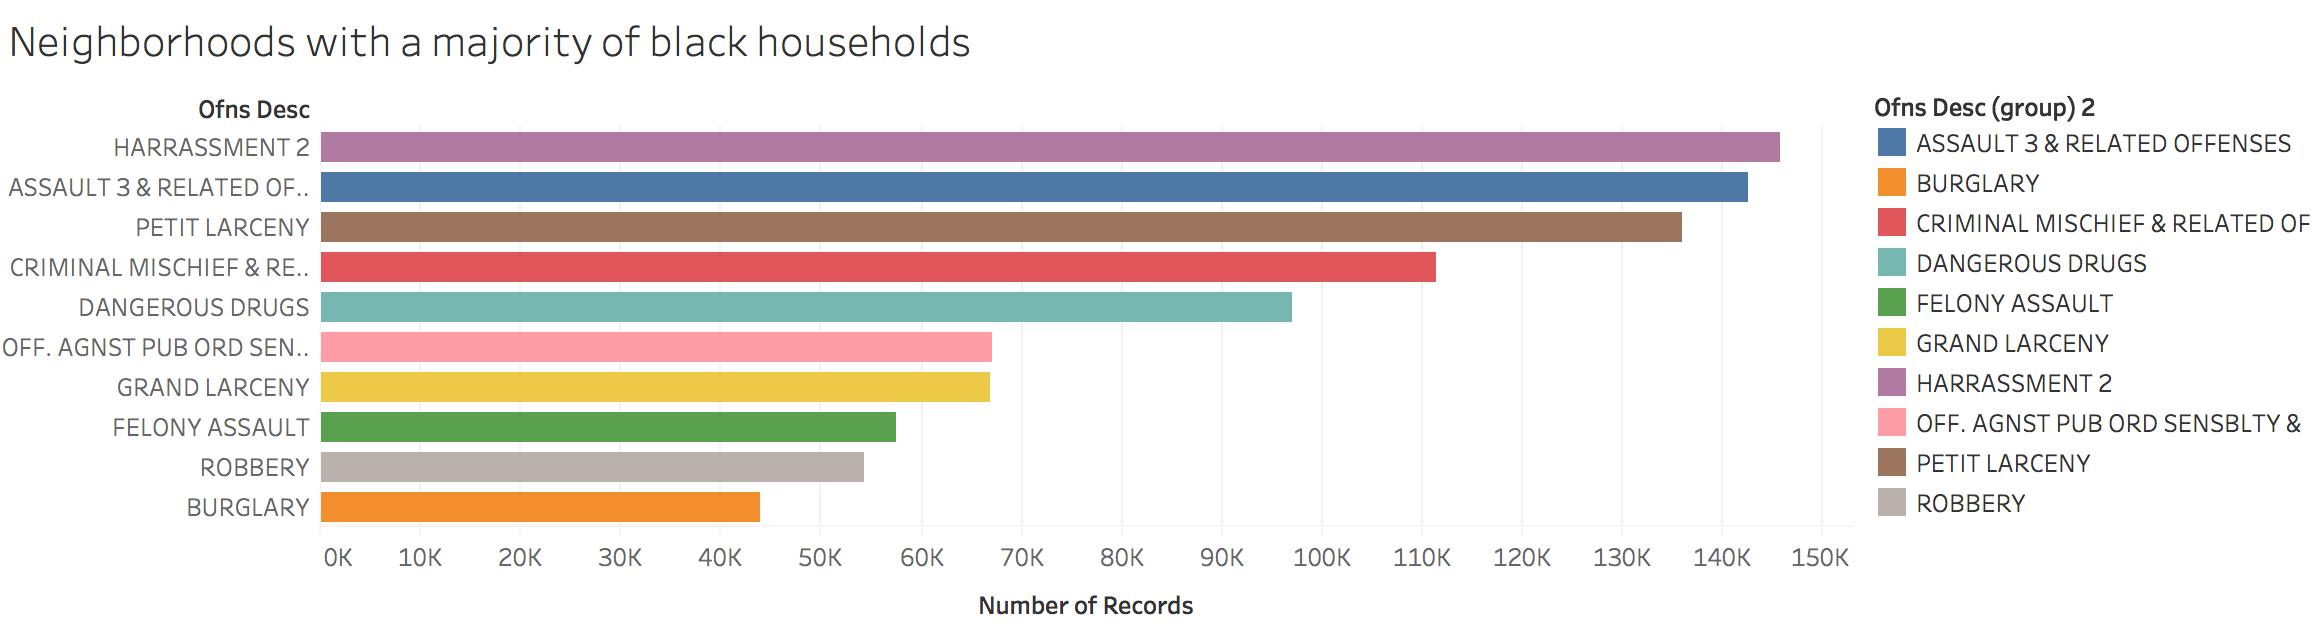 Neighborhoods with a majority of black households
Ofns Desc
HARRASSMENT 2
ASSAULT 3 & RELATED OF..
PETIT LARCENY
CRIMINAL MISCHIEF & RE..
DANGEROUS DRUGS
OFF. AGNST PUB ORD SEN..
GRAND LARCENY
FELONY ASSAULT
ROBBERY
BURGLARY
0K 10K 20K 30K 40K 50K 60K 70K 80K 90K 100K 110K 120K 130K 140K 150K
Number of Records
Ofns Desc (group) 2
ASSAULT 3 & RELATED OFFENSES
BURGLARY
CRIMINAL MISCHIEF & RELATED OF
DANGEROUS DRUGS
FELONY ASSAULT
GRAND LARCENY
HARRASSMENT 2
OFF. AGNST PUB ORD SENSBLTY &
PETIT LARCENY
ROBBERY